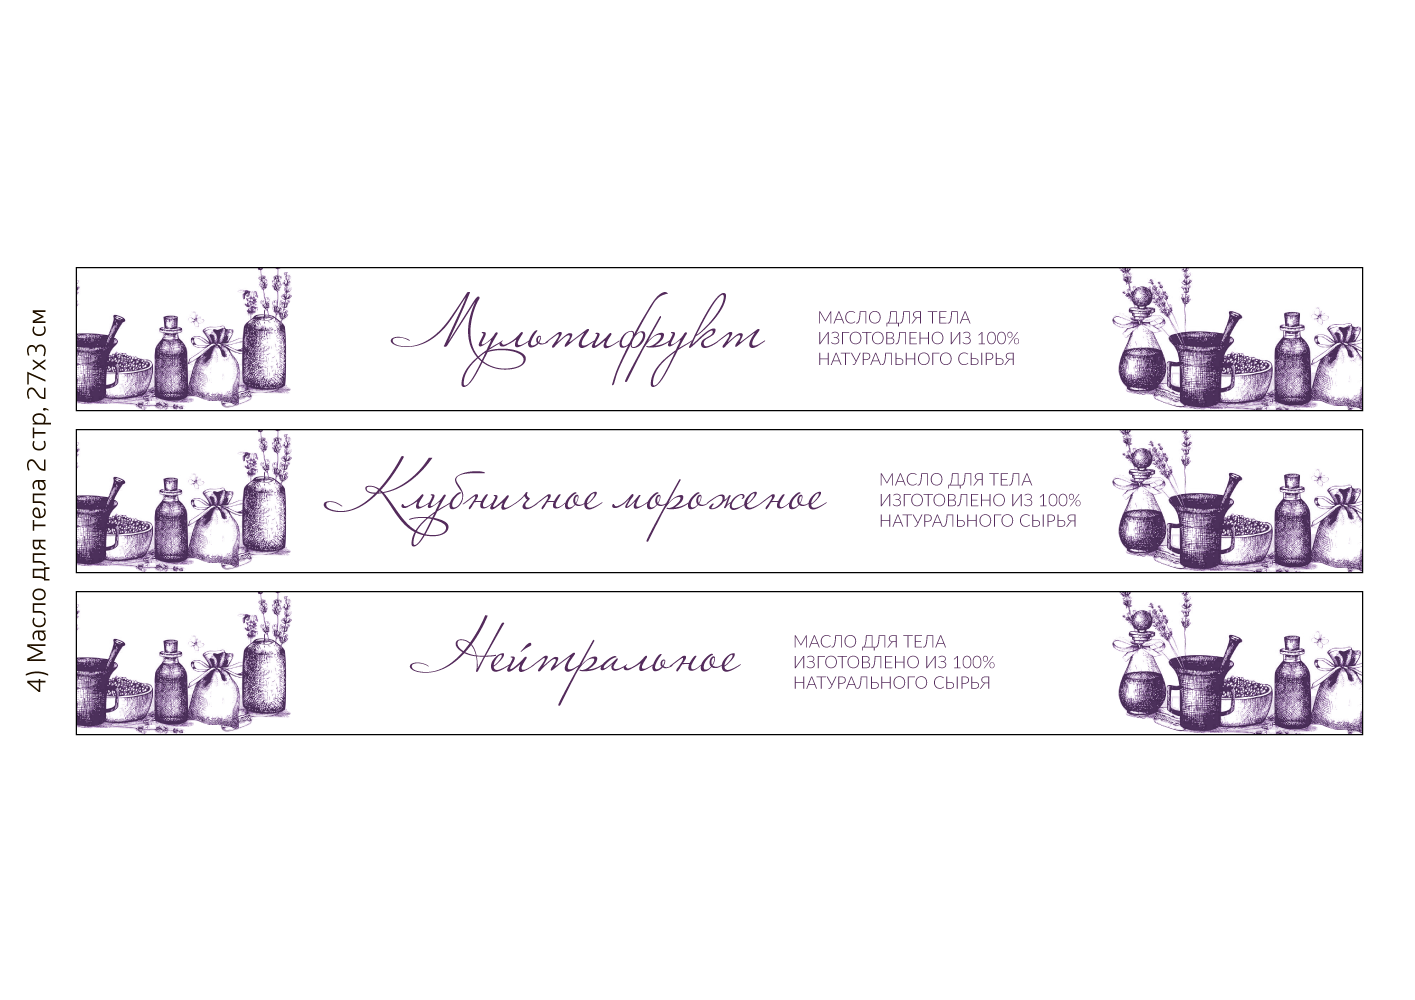 4) Масло для тела 2 стр, 27х3 см
Мультифрукт
МАСЛО ДЛЯ ТЕЛА
ИЗГОТОВЛЕНО ИЗ 100%
НАТУРАЛЬНОГО СЫРЬЯ
Клубничное мороженое
МАСЛО ДЛЯ ТЕЛА
ИЗГОТОВЛЕНО ИЗ 100%
НАТУРАЛЬНОГО СЫРЬЯ
Нейтральное
МАСЛО ДЛЯ ТЕЛА
ИЗГОТОВЛЕНО ИЗ 100%
НАТУРАЛЬНОГО СЫРЬЯ